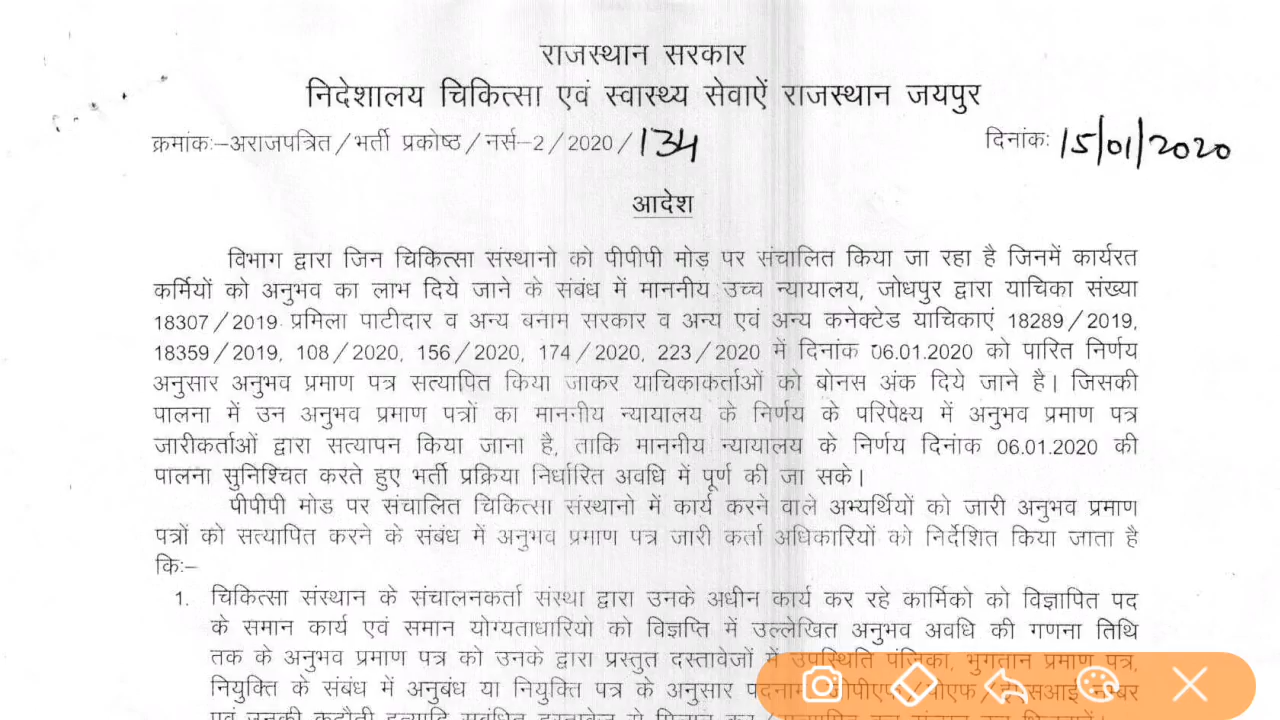 राजस्थान सरकार
निदेशालय चिकित्सा एवं स्वास्थ्य सेवाऐं राजस्थान जयपुर
क्रमांकः–अराजपत्रित/भर्ती प्रकोष्ठ/नर्स–2/2020/134 दिनांकः 15/01/2020
आदेश
विभाग द्वारा जिन चिकित्सा संस्थानो को पीपीपी मोड़ पर संचालित किया जा रहा है जिनमें कार्यरत
कर्मियों को अनुभव का लाभ दिये जाने के संबंध में माननीय उच्च न्यायालय, जोधपुर द्वारा याचिका संख्या
18307/2019 प्रमिला पाटीदार व अन्य बनाम सरकार व अन्य एवं अन्य कनेक्टेड याचिकाएं 18289/2019,
18359/2019, 108/2020, 156/2020, 174/2020, 223/2020 में दिनांक 06.01.2020 को पारित निर्णय
अनुसार अनुभव प्रमाण पत्र सत्यापित किया जाकर याचिकाकर्ताओं को बोनस अंक दिये जाने है। जिसकी
पालना में उन अनुभव प्रमाण पत्रों का माननीय न्यायालय के निर्णय के परिपेक्ष्य में अनुभव प्रमाण पत्र
जारीकर्ताओं द्वारा सत्यापन किया जाना है, ताकि माननीय न्यायालय के निर्णय दिनांक 06.01.2020 की
पालना सुनिश्चित करते हुए भर्ती प्रक्रिया निर्धारित अवधि में पूर्ण की जा सके।
पीपीपी मोड पर संचालित चिकित्सा संस्थानो में कार्य करने वाले अभ्यर्थियों को जारी अनुभव प्रमाण
पत्रों को सत्यापित करने के संबंध में अनुभव प्रमाण पत्र जारी कर्ता अधिकारियों को निर्देशित किया जाता है
किः–
1. चिकित्सा संस्थान के संचालनकर्ता संस्था द्वारा उनके अधीन कार्य कर रहे कार्मिको को विज्ञापित पद
के समान कार्य एवं समान योग्यताधारियो को विज्ञप्ति में उल्लेखित अनुभव अवधि की गणना तिथि
तक के अनुभव प्रमाण पत्र को उनके द्वारा प्रस्तुत दस्तावेजों में उपस्थिति पंजिका, भुगतान प्रमाण पत्र,
नियुक्ति के संबंध में अनुबंध या नियुक्ति पत्र के अनुसार पदनाम